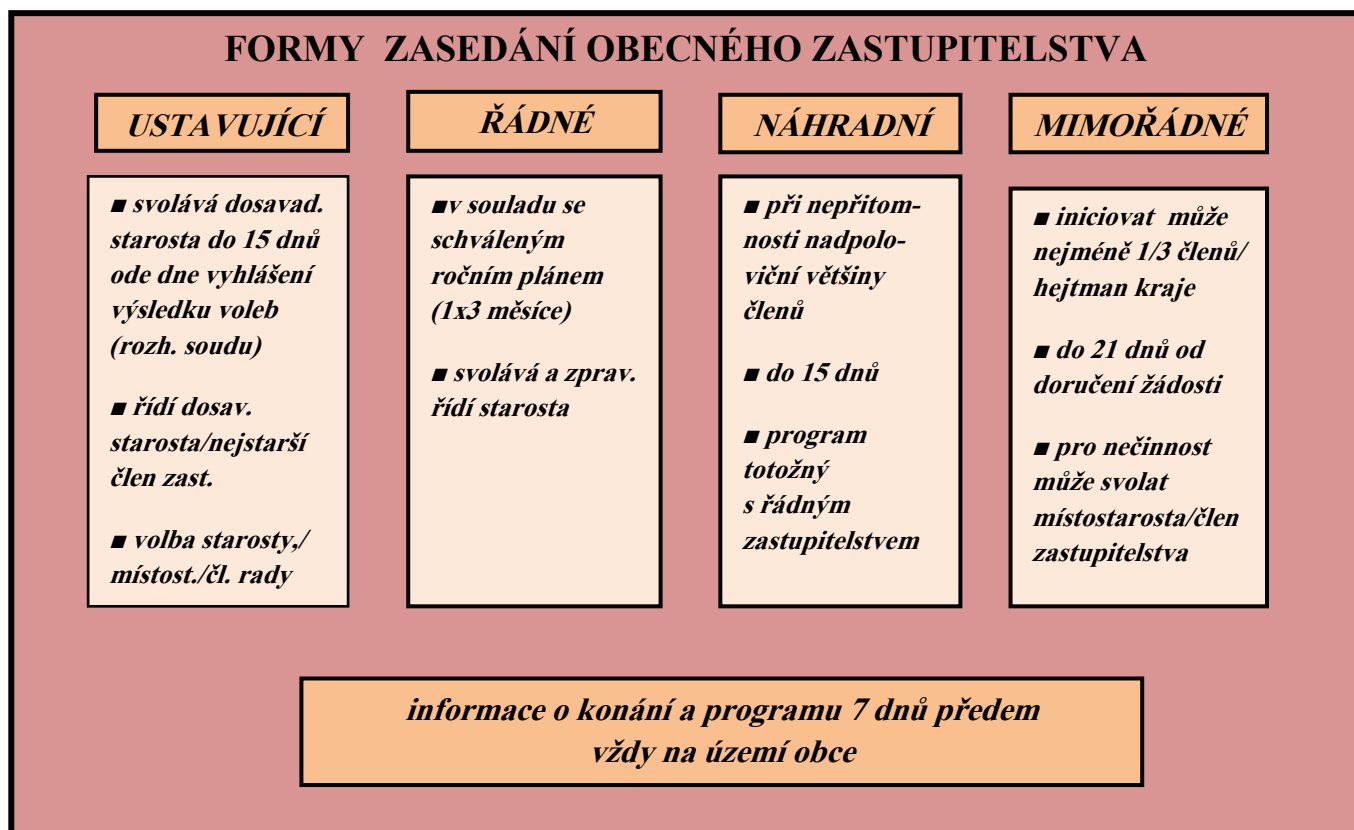 FORMY ZASEDÁNÍ OBECNÉHO ZASTUPITELSTVA
USTAVUJÍCÍ
■ svolává dosavad.
starosta do 15 dnů
ode dne vyhlášení
výsledku voleb
(rozh. soudu)
■ řídí dosav.
starosta/nejstarší
člen zast.
■ volba starosty,/
místost./čl. rady
ŘÁDNÉ
■v souladu se
schváleným
ročním plánem
(1x3 měsíce)
■ svolává a zprav.
řídí starosta
NÁHRADNÍ
■ při nepřítom-
nosti nadpolo-
viční většiny
členů
■ do 15 dnů
■ program
totožný
s řádným
zastupitelstvem
MIMOŘÁDNÉ
■ iniciovat může
nejméně 1/3 členů/
hejtman kraje
■ do 21 dnů od
doručení žádosti
■ pro nečinnost
může svolat
místostarosta/člen
zastupitelstva
informace o konání a programu 7 dnů předem
vždy na území obce